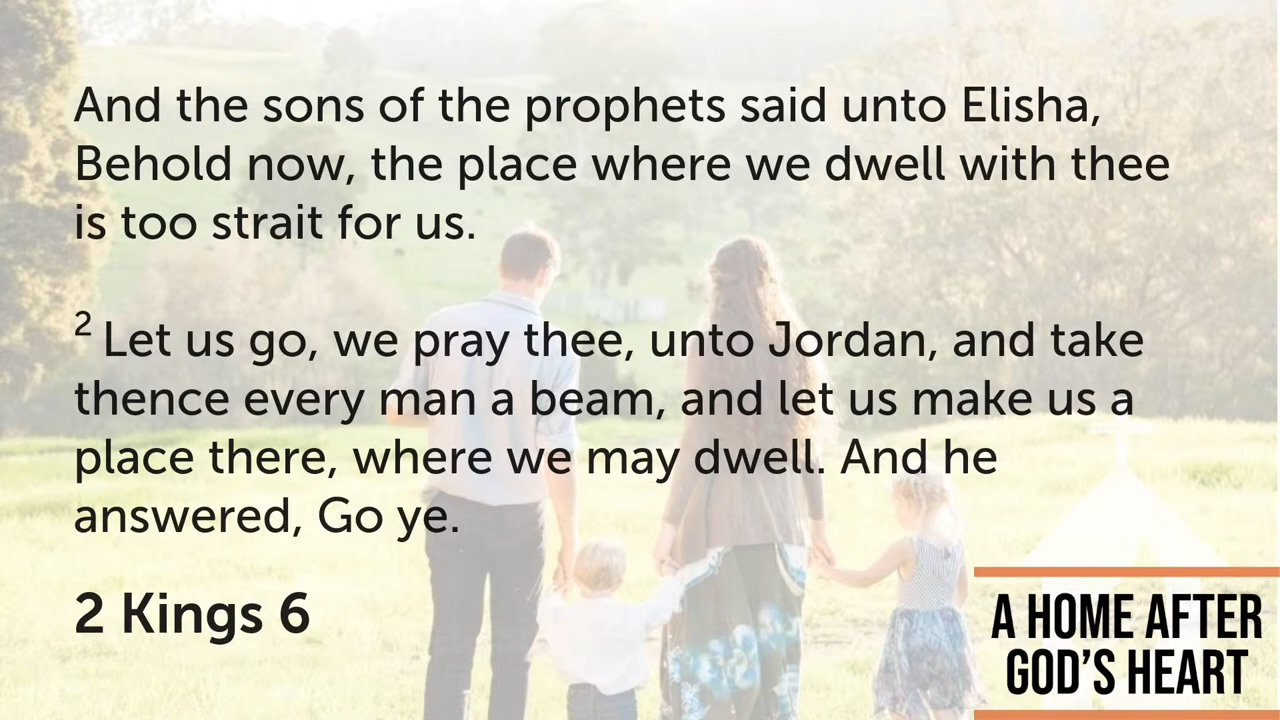 And the sons of the prophets said unto Elisha,
Behold now, the place where we dwell with thee
is too strait for us.
2 Let us go, we pray thee, unto Jordan, and take
thence every man a beam, and let us make us a
place there, where we may dwell. And he
answered, Go ye.
2 Kings 6
A HOME AFTER
GOD'S HEART